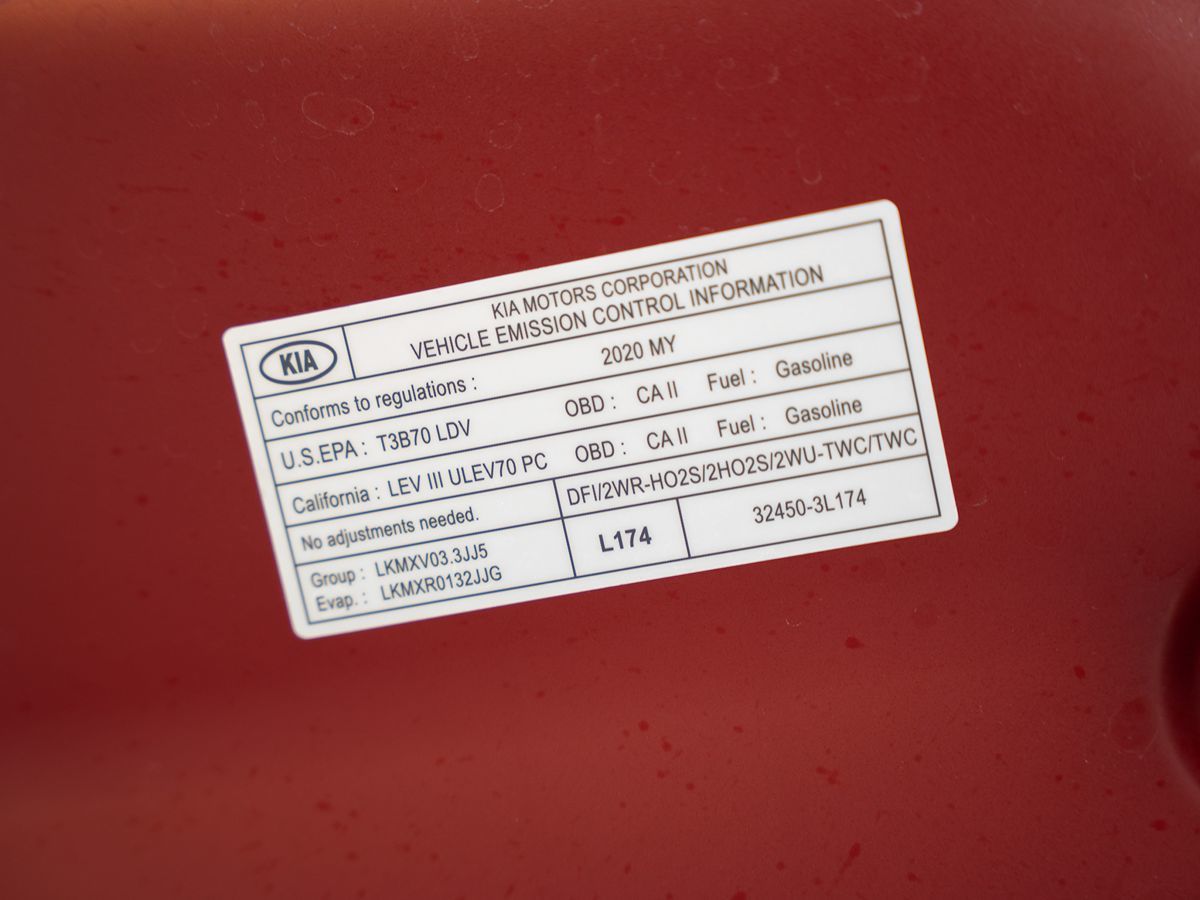 KIA
KIA MOTORS CORPORATION
VEHICLE EMISSION CONTROL INFORMATION
Conforms to regulations : 2020 MY
U.S.EPA : T3B70 LDV OBD : CA II Fuel : Gasoline
California : LEV III ULEV70 PC OBD : CA II Fuel : Gasoline
No adjustments needed. DFI/2WR-HO2S/2HO2S/2WU-TWC/TWC
Group : LKMXV03.3JJ5
Evap. : LKMXR0132JJG
L174
32450-3L174